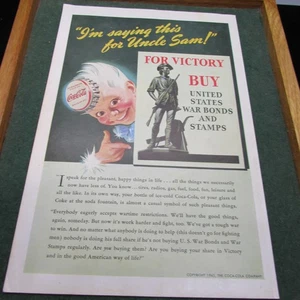 "I'm saying this
for Uncle Sam!"
Coca-Cola
FOR VICTORY
BUY
UNITED
STATES
WAR BONDS
AND
STAMPS
I speak for the pleasant, happy things in life . . . all the things we
now have less of. You know . . . tires, rubber, gas, fuel, food, fun, leisure and
all the like. In its own way, your bottle of ice-cold Coca-Cola, or your glass of
Coke at the soda fountain, is almost a casual symbol of such pleasant things.
"Everybody eagerly accepts wartime restrictions. We'll have the good things,
again, someday. But now it's work harder and fight, too. We've got a tough war
to win. And no matter what anybody is doing to help (this doesn't go for fighting
men) nobody is doing his full share if he's not buying U. S. War Bonds and War
Stamps regularly. Are you buying them? Are you buying your share in Victory
and in the good American way of life?"
COPYRIGHT THE COCA-COLA COMPANY